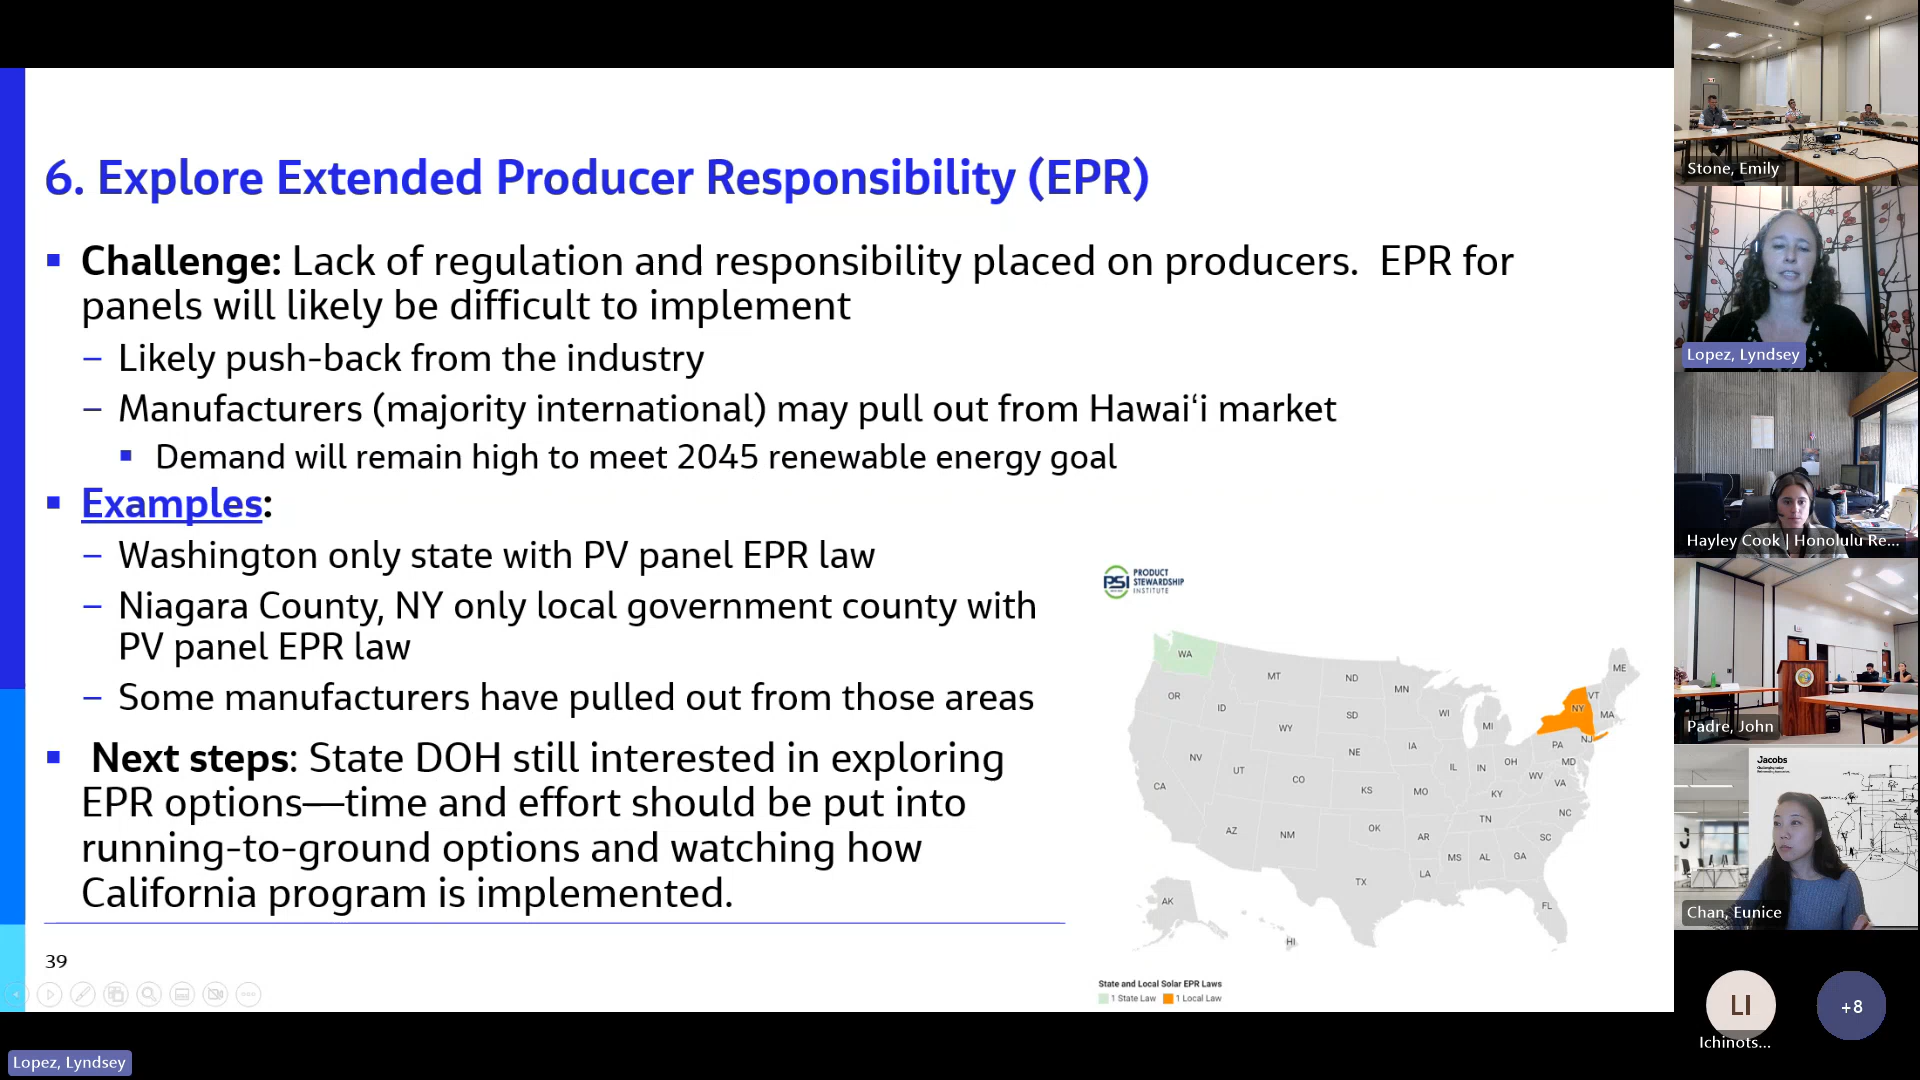 6. Explore Extended Producer Responsibility (EPR)
▪ Challenge: Lack of regulation and responsibility placed on producers.  EPR for
panels will likely be difficult to implement
– Likely push-back from the industry
– Manufacturers (majority international) may pull out from Hawaiʻi market
▪ Demand will remain high to meet 2045 renewable energy goal
▪ Examples:
– Washington only state with PV panel EPR law
– Niagara County, NY only local government county with
PV panel EPR law
– Some manufacturers have pulled out from those areas
▪ Next steps: State DOH still interested in exploring
EPR options—time and effort should be put into
running-to-ground options and watching how
California program is implemented.
39
PSI PRODUCT
STEWARDSHIP
INSTITUTE
WA
MT
ND
MN
ME
OR
ID
SD
WI
MI
VT
NY
MA
WY
NE
IA
PA
NJ
NV
UT
CO
IL
IN
OH
MD
CA
KS
MO
KY
WV
VA
AZ
NM
OK
AR
TN
NC
TX
LA
MS
AL
GA
SC
FL
AK
HI
State and Local Solar EPR Laws
1 State Law 1 Local Law
Stone, Emily
Lopez, Lyndsey
Hayley Cook | Honolulu Re...
Padre, John
Jacobs
Chan, Eunice
LI
+8
Ichinots...
Lopez, Lyndsey